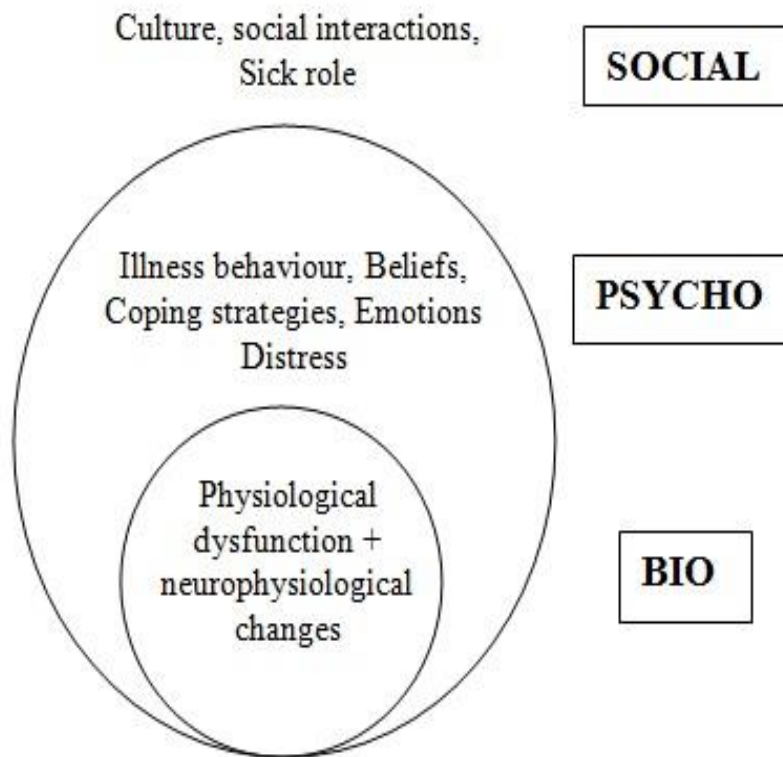 Culture, social interactions,
Sick role
SOCIAL
Illness behaviour, Beliefs,
Coping strategies, Emotions
Distress
PSYCHO
Physiological
dysfunction +
neurophysiological
changes
BIO